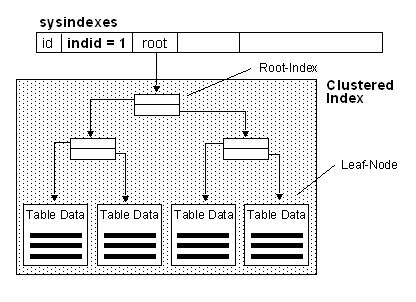 sysindexes
id indid = 1 root
Root-Index
Clustered
Index
Leaf-Node
Table Data Table Data Table Data Table Data